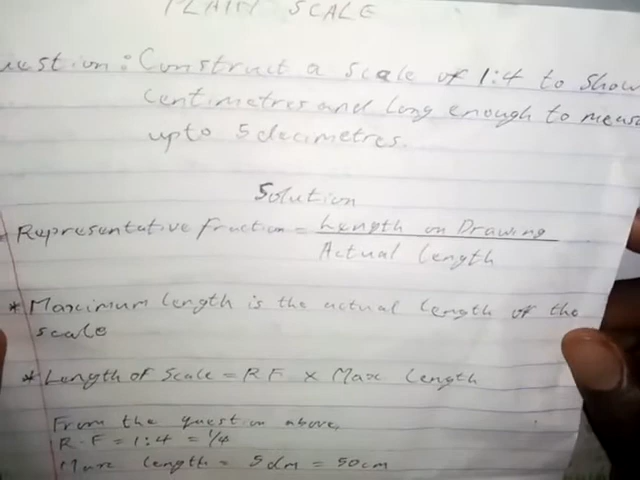 PLAIN SCALE
uestion: Construct a scale of 1:4 to show
centimetres and long enough to meas
upto 5 decimetres.
Solution
Representative fraction = Length on Drawing
Actual Length
* Maximum length is the actual length of the
scale
* Length of Scale = RF × Max length
From the question above,
R.F = 1:4 = 1/4
Max length = 5dm = 50cm